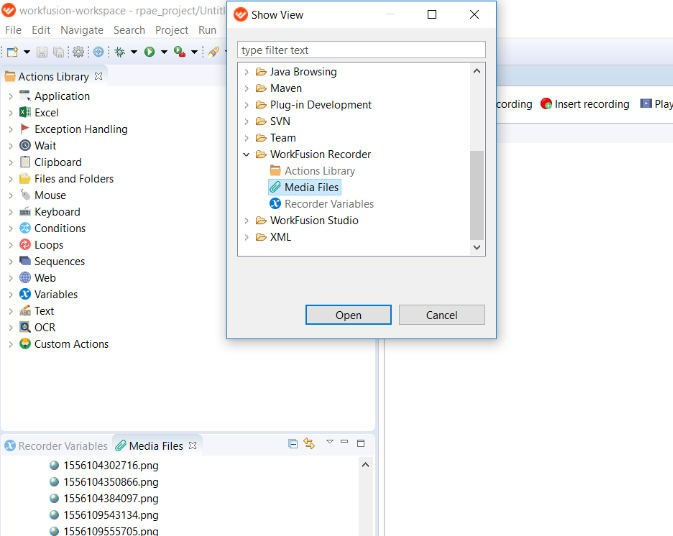 workfusion-workspace - rpae_project/Untitl
Show View
File Edit Navigate Search Project Run
type filter text
Actions Library
Application
Excel
Exception Handling
Wait
Clipboard
Files and Folders
Mouse
Keyboard
Conditions
Loops
Sequences
Web
Variables
Text
OCR
Custom Actions
Java Browsing
Maven
Plug-in Development
SVN
Team
WorkFusion Recorder
Actions Library
Media Files
Recorder Variables
WorkFusion Studio
XML
Open Cancel
cording Insert recording Play
Recorder Variables Media Files
1556104302716.png
1556104350866.png
1556104384097.png
1556109543134.png
1556109555705.png